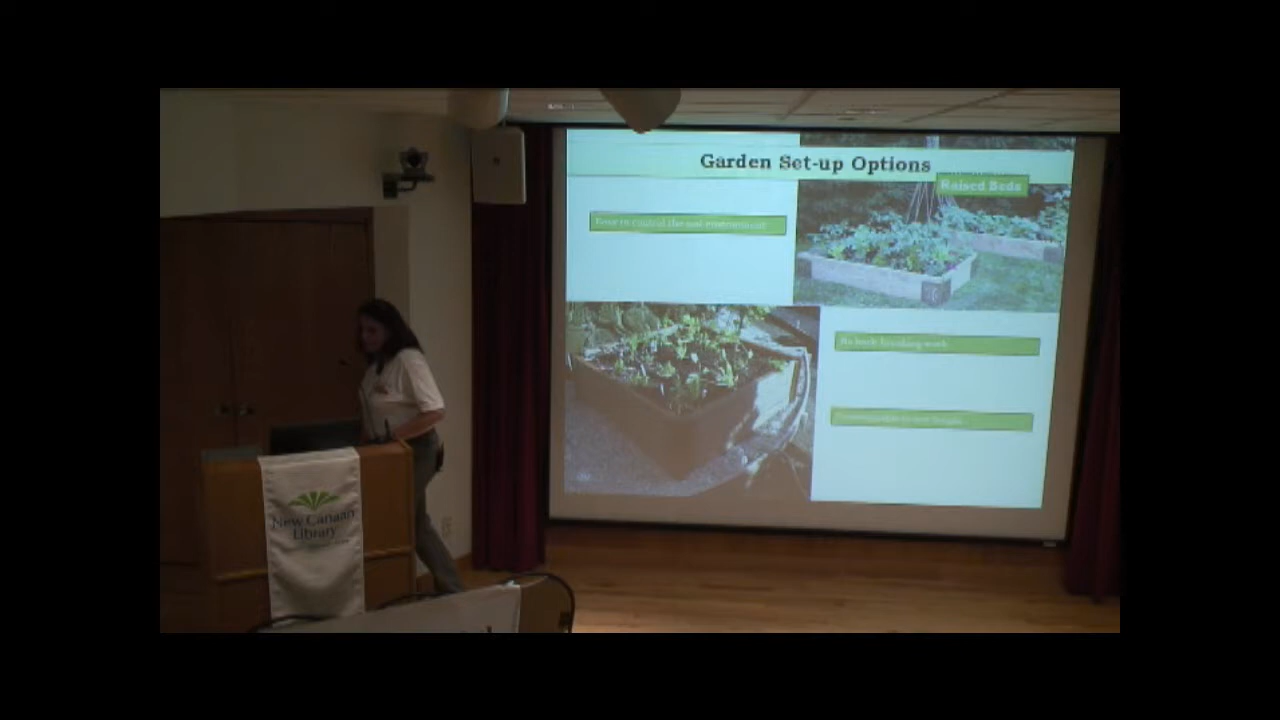 Garden Set-up Options
Raised Beds
Easy to control the soil environment
No back-breaking work
New Canaan
Library